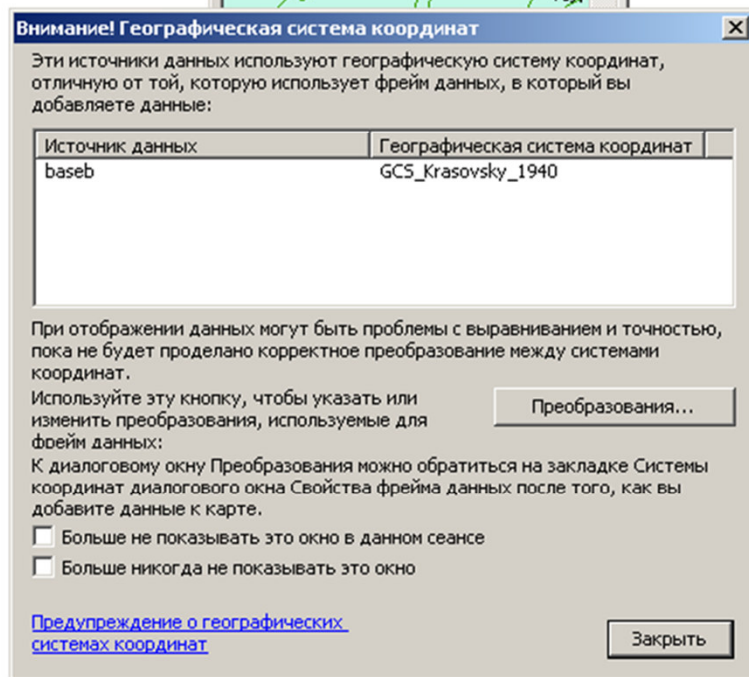 Внимание! Географическая система координат
Эти источники данных используют географическую систему координат,
отличную от той, которую использует фрейм данных, в который вы
добавляете данные:
Источник данных Географическая система координат
baseb GCS_Krasovsky_1940
При отображении данных могут быть проблемы с выравниванием и точностью,
пока не будет проделано корректное преобразование между системами
координат.
Используйте эту кнопку, чтобы указать или
изменить преобразования, используемые для
фрейм данных:
Преобразования...
К диалоговому окну Преобразования можно обратиться на закладке Системы
координат диалогового окна Свойства фрейма данных после того, как вы
добавите данные к карте.
Больше не показывать это окно в данном сеансе
Больше никогда не показывать это окно
Предупреждение о географических
системах координат
Закрыть